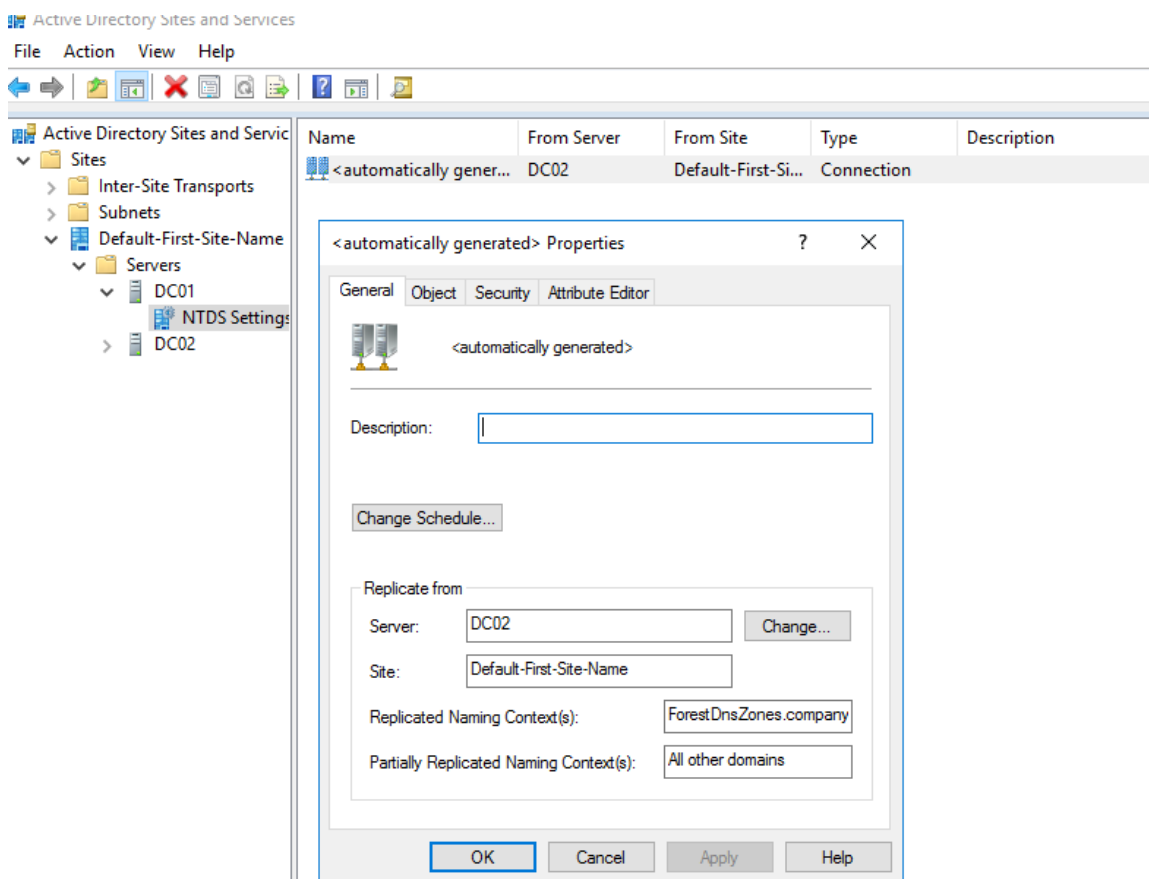 Active Directory Sites and Services
File Action View Help
Active Directory Sites and Servic
Sites
Inter-Site Transports
Subnets
Default-First-Site-Name
Servers
DC01
NTDS Settings
DC02
Name From Server From Site Type Description
<automatically gener... DC02 Default-First-Si... Connection
<automatically generated> Properties ?
General Object Security Attribute Editor
<automatically generated>
Description:
Change Schedule...
Replicate from
Server: DC02 Change...
Site: Default-First-Site-Name
Replicated Naming Context(s): ForestDnsZones.company
Partially Replicated Naming Context(s): All other domains
OK Cancel Apply Help